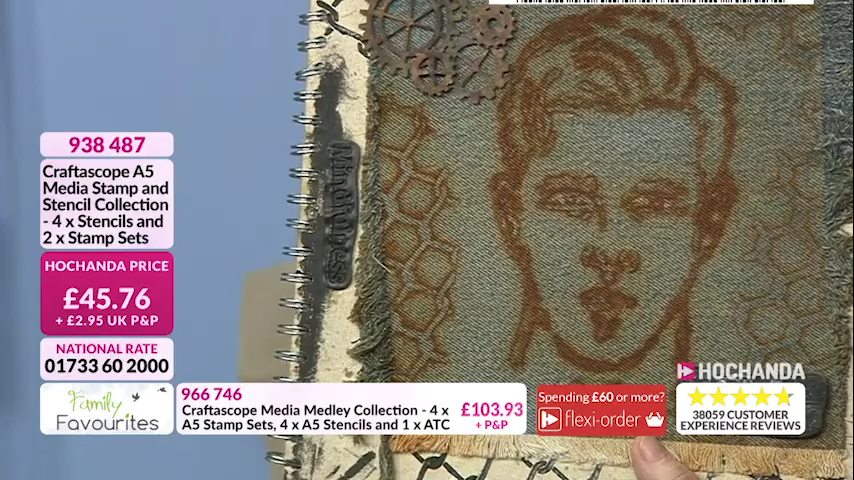 938 487
Craftascope A5
Media Stamp and
Stencil Collection
- 4 x Stencils and
2 x Stamp Sets
HOCHANDA PRICE
£45.76
+ £2.95 UK P&P
NATIONAL RATE
01733 60 2000
Family
Favourites
966 746
Craftascope Media Medley Collection - 4 x
A5 Stamp Sets, 4 x A5 Stencils and 1 x ATC
£103.93
+ P&P
Spending £60 or more?
flexi-order
HOCHANDA
38059 CUSTOMER
EXPERIENCE REVIEWS
Mindfulness